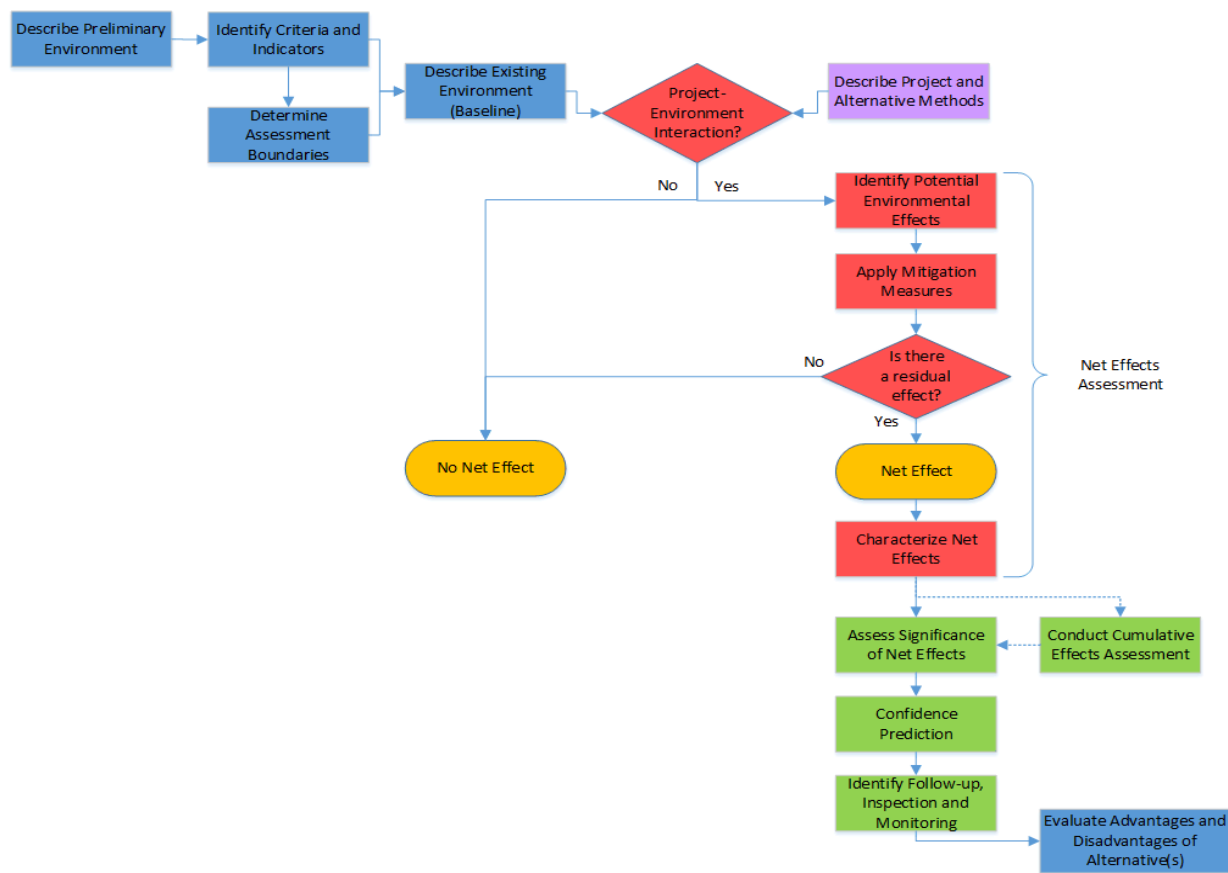 Describe Preliminary
Environment
Identify Criteria and
Indicators
Determine
Assessment
Boundaries
Describe Existing
Environment
(Baseline)
Project-
Environment
Interaction?
Describe Project and
Alternative Methods
No
Yes
Identify Potential
Environmental
Effects
Apply Mitigation
Measures
Is there
a residual
effect?
No
Yes
Net Effects
Assessment
No Net Effect
Net Effect
Characterize Net
Effects
Assess Significance
of Net Effects
Conduct Cumulative
Effects Assessment
Confidence
Prediction
Identify Follow-up,
Inspection and
Monitoring
Evaluate Advantages and
Disadvantages of
Alternative(s)